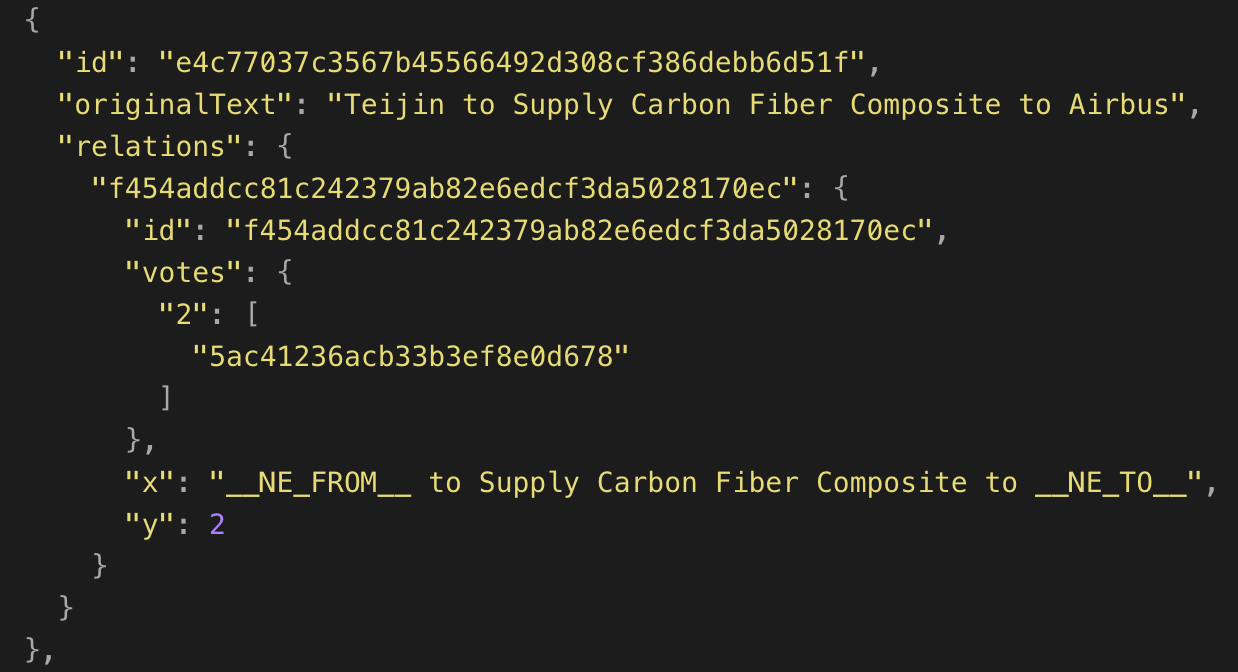 {
  "id": "e4c77037c3567b45566492d308cf386debb6d51f",
  "originalText": "Teijin to Supply Carbon Fiber Composite to Airbus",
  "relations": {
    "f454addcc81c242379ab82e6edcf3da5028170ec": {
      "id": "f454addcc81c242379ab82e6edcf3da5028170ec",
      "votes": {
        "2": [
          "5ac41236acb33b3ef8e0d678"
        ]
      },
      "x": "__NE_FROM__ to Supply Carbon Fiber Composite to __NE_TO__",
      "y": 2
    }
  }
},